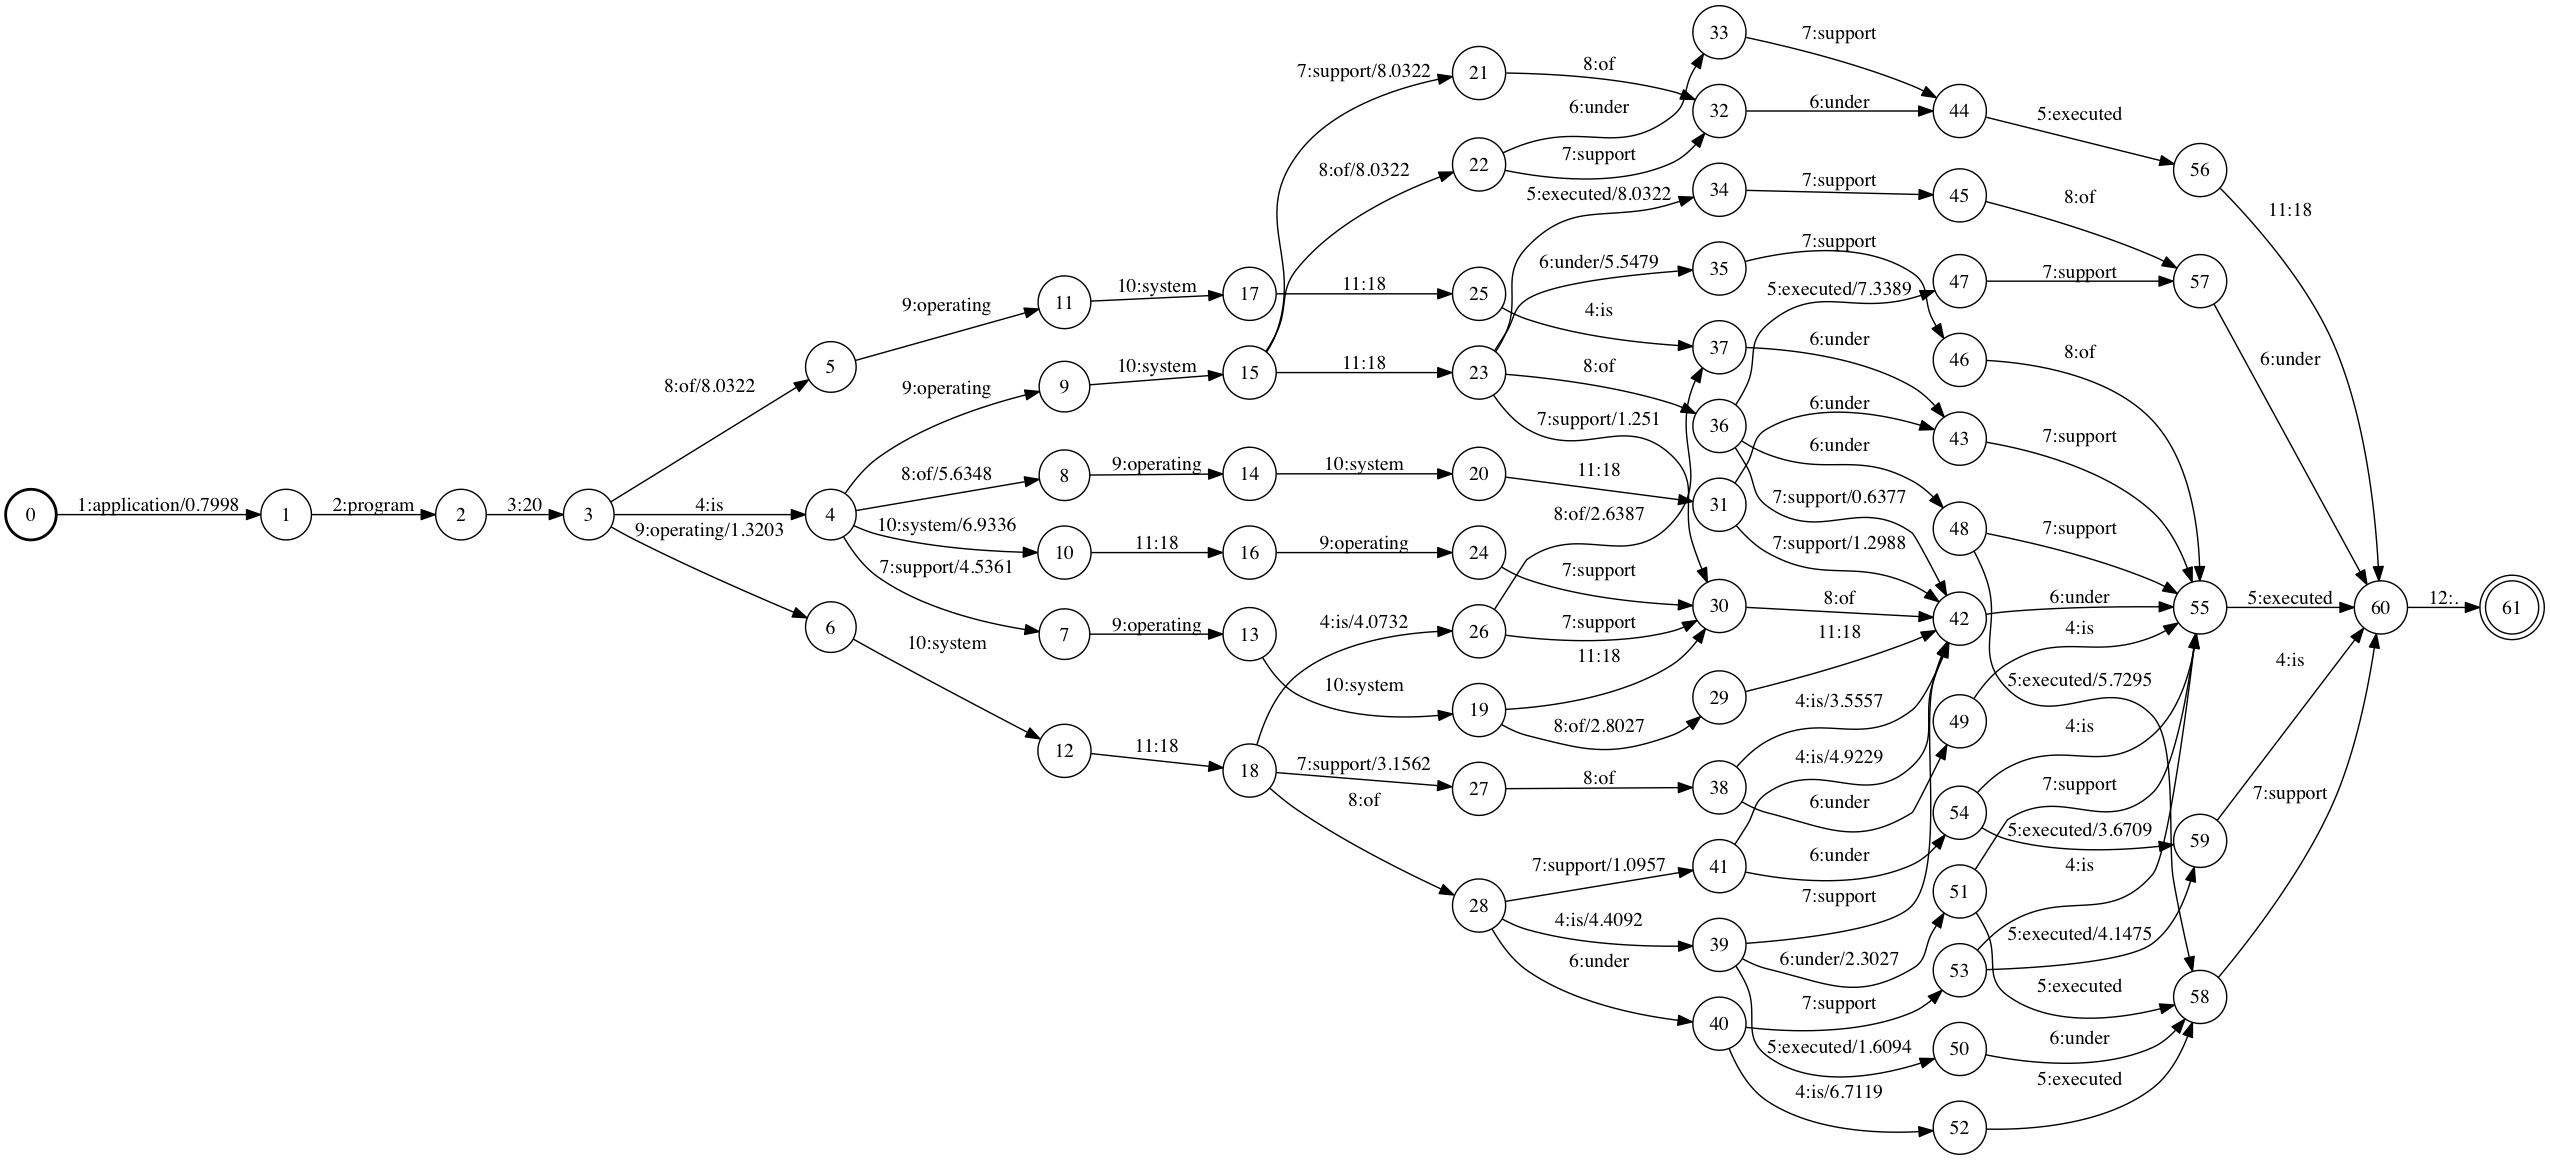 0
1:application/0.7998
1
2:program
2
3:20
3
8:of/8.0322
4:is
9:operating/1.3203
5
4
6
9:operating
9:operating
8:of/5.6348
10:system/6.9336
7:support/4.5361
10:system
11
9
8
10
7
12
10:system
10:system
9:operating
11:18
9:operating
11:18
17
15
14
16
13
18
7:support/8.0322
8:of/8.0322
11:18
11:18
10:system
9:operating
4:is/4.0732
10:system
7:support/3.1562
8:of
21
22
25
23
20
24
26
19
27
28
8:of
6:under
7:support
5:executed/8.0322
6:under/5.5479
4:is
8:of
7:support/1.251
11:18
8:of/2.6387
7:support
7:support
11:18
8:of/2.8027
8:of
7:support/1.0957
4:is/4.4092
6:under
33
32
34
35
37
36
31
30
29
38
41
39
40
7:support
6:under
7:support
7:support
5:executed/7.3389
6:under
6:under
6:under
7:support/0.6377
7:support/1.2988
8:of
11:18
4:is/3.5557
4:is/4.9229
6:under
6:under
7:support
6:under/2.3027
7:support
5:executed/1.6094
4:is/6.7119
44
45
47
46
43
48
42
49
54
51
53
50
52
5:executed
8:of
7:support
8:of
7:support
7:support
6:under
4:is
5:executed/5.7295
4:is
7:support
5:executed/3.6709
4:is
5:executed/4.1475
5:executed
6:under
5:executed
56
57
55
59
58
11:18
6:under
5:executed
4:is
7:support
60
12:.
61